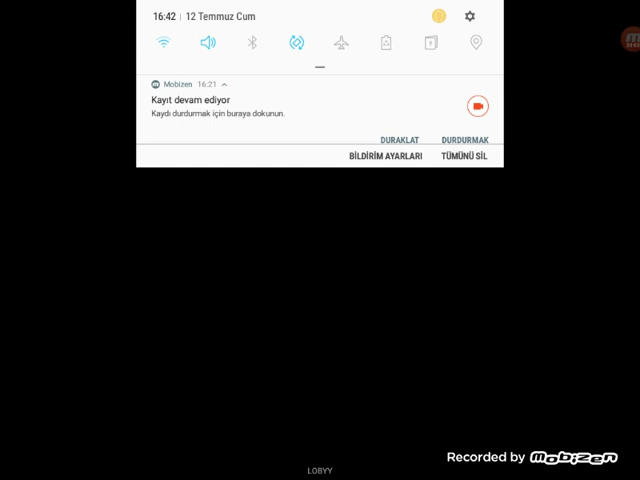 16:42 | 12 Temmuz Cum
Mobizen 16:21
Kayıt devam ediyor
Kaydı durdurmak için buraya dokunun.
DURAKLAT DURDURMAK
BİLDİRİM AYARLARI TÜMÜNÜ SİL
Recorded by Mobizen
LOBYY